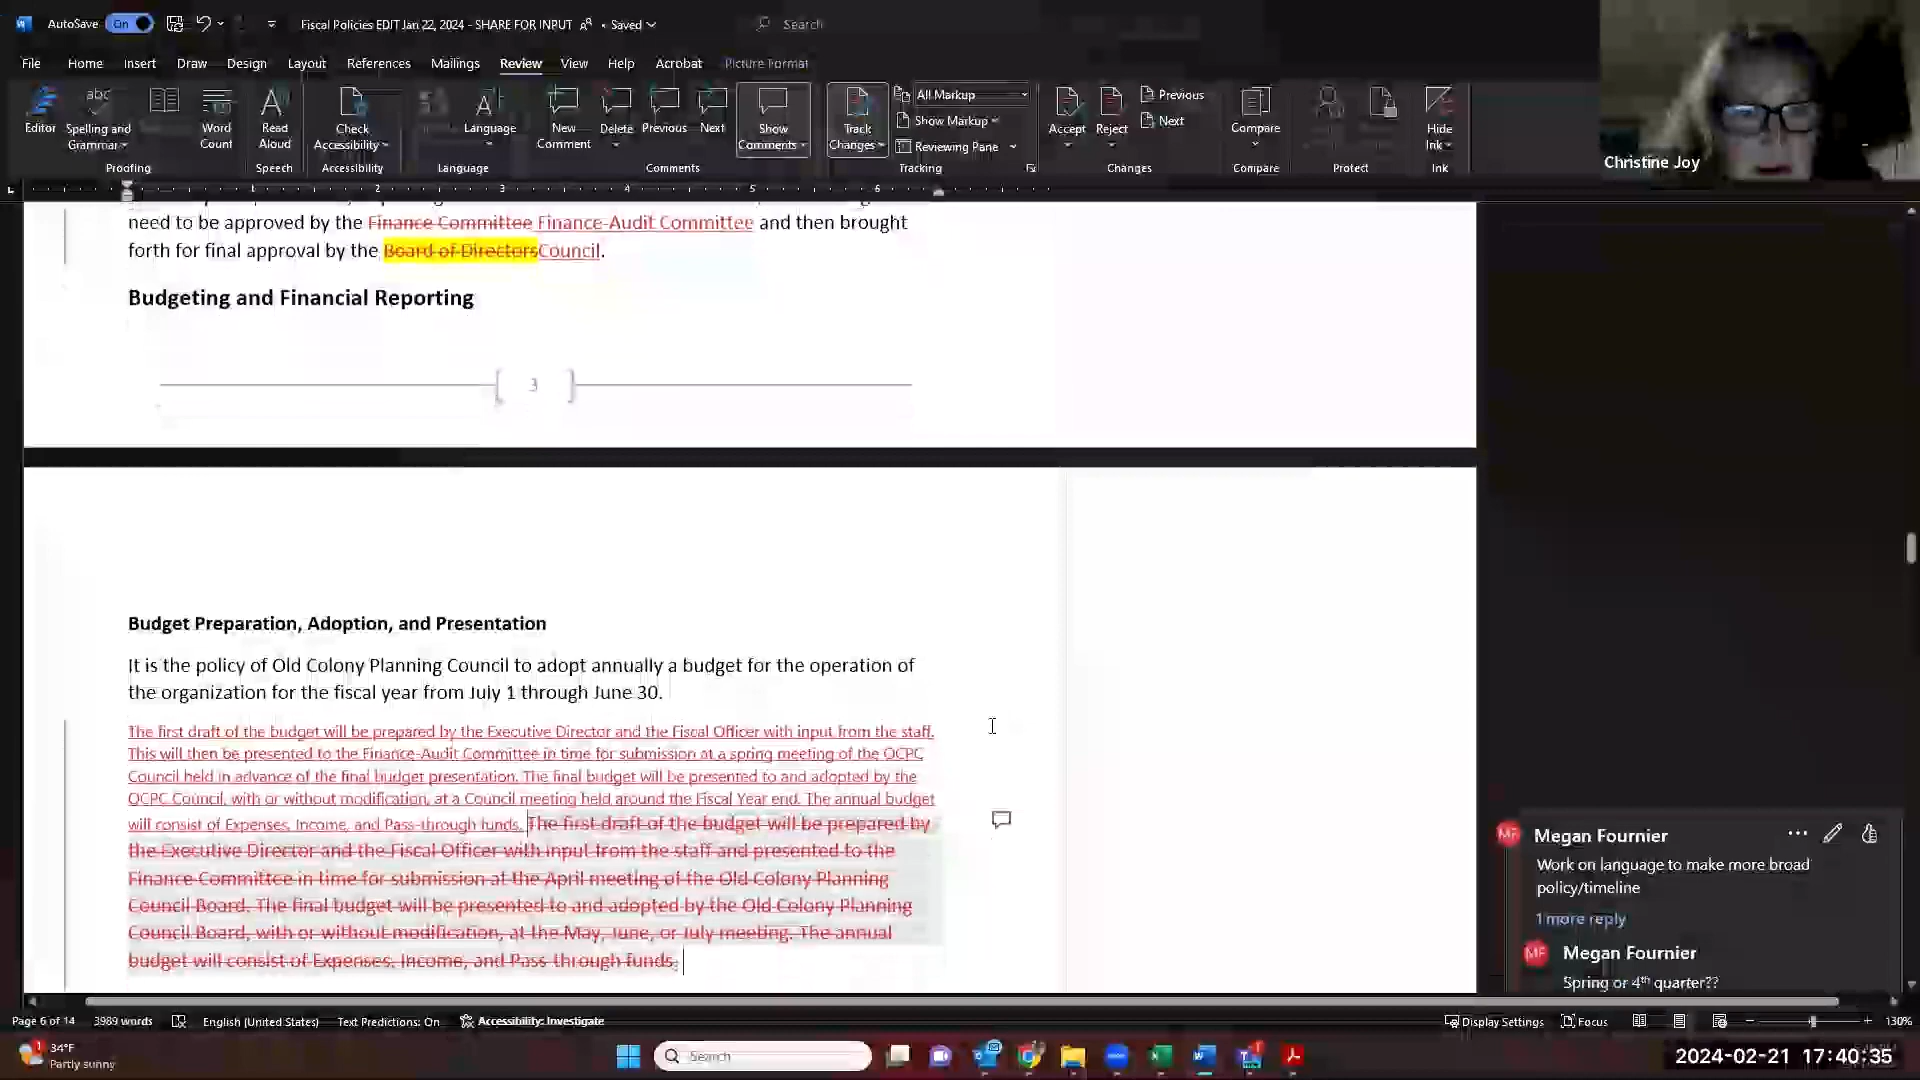 AutoSave On Fiscal Policies EDIT Jan 22, 2024 - SHARE FOR INPUT • Saved Search
File Home Insert Draw Design Layout References Mailings Review View Help Acrobat Picture Format
Editor Spelling and Grammar Word Count Read Aloud Check Accessibility Language New Comment Delete Previous Next Show Comments Track Changes All Markup Show Markup Reviewing Pane Accept Reject Previous Next Compare Hide Ink
Proofing Speech Accessibility Language Comments Tracking Changes Compare Protect Ink
Christine Joy
1 2 3 4 5 6
need to be approved by the Finance Committee Finance-Audit Committee and then brought
forth for final approval by the Board of DirectorsCouncil.
Budgeting and Financial Reporting
3
Budget Preparation, Adoption, and Presentation
It is the policy of Old Colony Planning Council to adopt annually a budget for the operation of
the organization for the fiscal year from July 1 through June 30.
The first draft of the budget will be prepared by the Executive Director and the Fiscal Officer with input from the staff.
This will then be presented to the Finance-Audit Committee in time for submission at a spring meeting of the OCPC
Council held in advance of the final budget presentation. The final budget will be presented to and adopted by the
OCPC Council, with or without modification, at a Council meeting held around the Fiscal Year end. The annual budget
will consist of Expenses, Income, and Pass-through funds. The first draft of the budget will be prepared by
the Executive Director and the Fiscal Officer with input from the staff and presented to the
Finance Committee in time for submission at the April meeting of the Old Colony Planning
Council Board. The final budget will be presented to and adopted by the Old Colony Planning
Council Board, with or without modification, at the May, June, or July meeting. The annual
budget will consist of Expenses, Income, and Pass through funds.
MF Megan Fournier
Work on language to make more broad
policy/timeline
1 more reply
MF Megan Fournier
Spring or 4th quarter??
Page 6 of 14 3989 words English (United States) Text Predictions: On Accessibility: Investigate Display Settings Focus 130%
34°F
Partly sunny
Search
2024-02-21 17:40:35